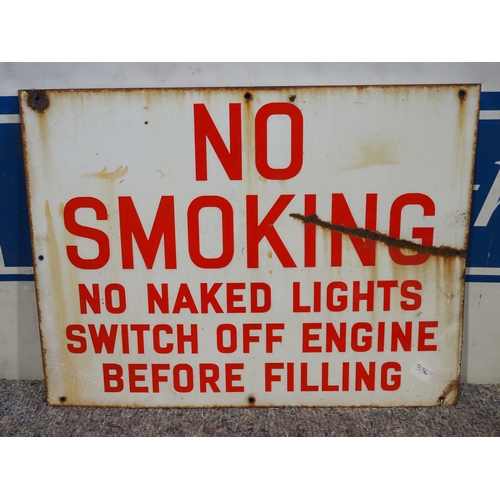 NO
SMOKING
NO NAKED LIGHTS
SWITCH OFF ENGINE
BEFORE FILLING